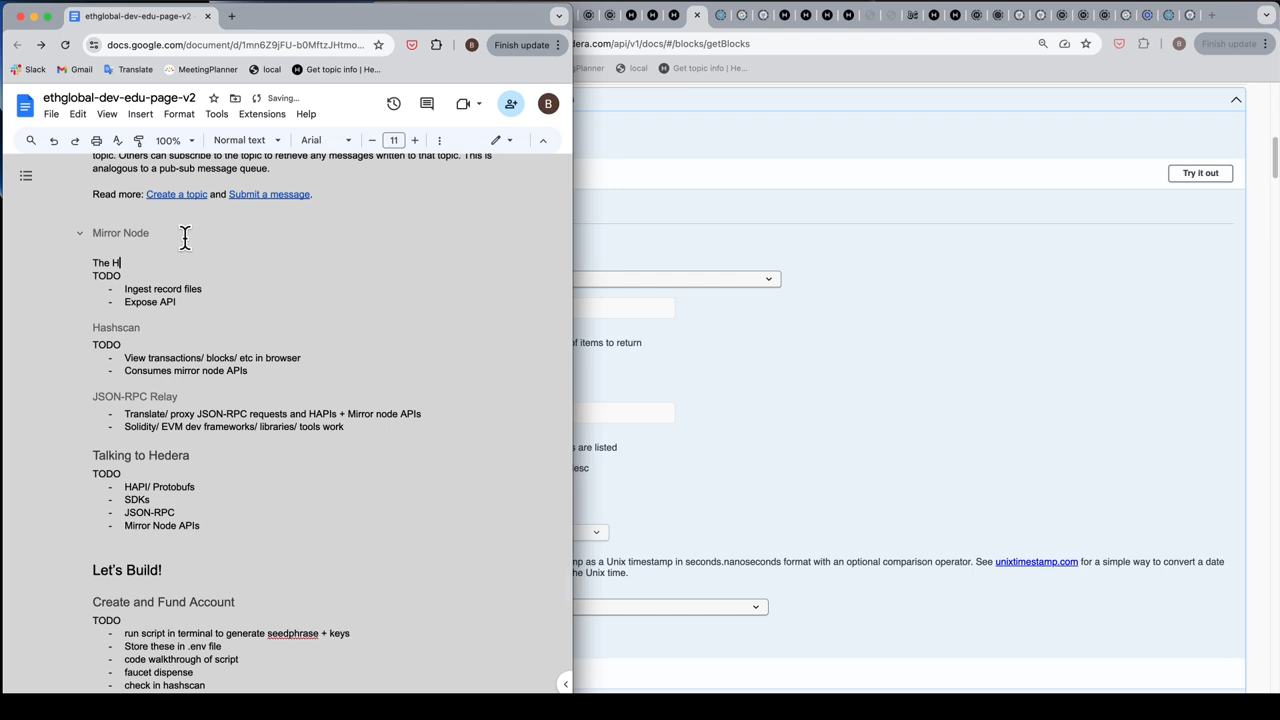 ethglobal-dev-edu-page-v2
docs.google.com/document/d/1mn6Z9jFU-b0MftzJHtmo...
B
Finish update
dera.com/api/v1/docs/#/blocks/getBlocks
B
Finish update
Slack
Gmail
Translate
MeetingPlanner
local
Get topic info | He...
Planner
local
Get topic info | He...
ethglobal-dev-edu-page-v2
Saving...
B
File Edit View Insert Format Tools Extensions Help
100%
Normal text
Arial
11
topic. Others can subscribe to the topic to retrieve any messages written to that topic. This is
analogous to a pub-sub message queue.
Read more: Create a topic and Submit a message.
Mirror Node
The H
TODO
- Ingest record files
- Expose API
Hashscan
TODO
- View transactions/ blocks/ etc in browser
- Consumes mirror node APIs
JSON-RPC Relay
- Translate/ proxy JSON-RPC requests and HAPIs + Mirror node APIs
- Solidity/ EVM dev frameworks/ libraries/ tools work
Talking to Hedera
TODO
- HAPI/ Protobufs
- SDKs
- JSON-RPC
- Mirror Node APIs
Let's Build!
Create and Fund Account
TODO
- run script in terminal to generate seedphrase + keys
- Store these in .env file
- code walkthrough of script
- faucet dispense
- check in hashscan
Try it out
of items to return
s are listed
esc
mp as a Unix timestamp in seconds.nanoseconds format with an optional comparison operator. See unixtimestamp.com for a simple way to convert a date
he Unix time.